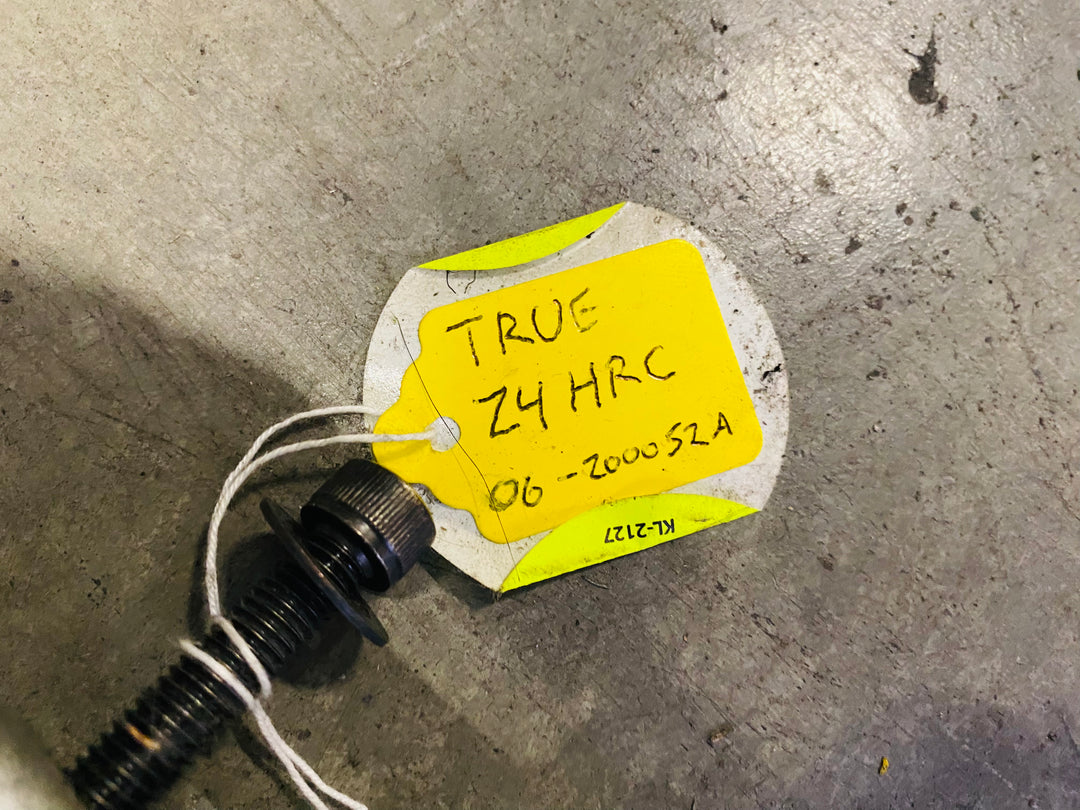 TRUE
Z4 HRC
06-200052A
KL-2127